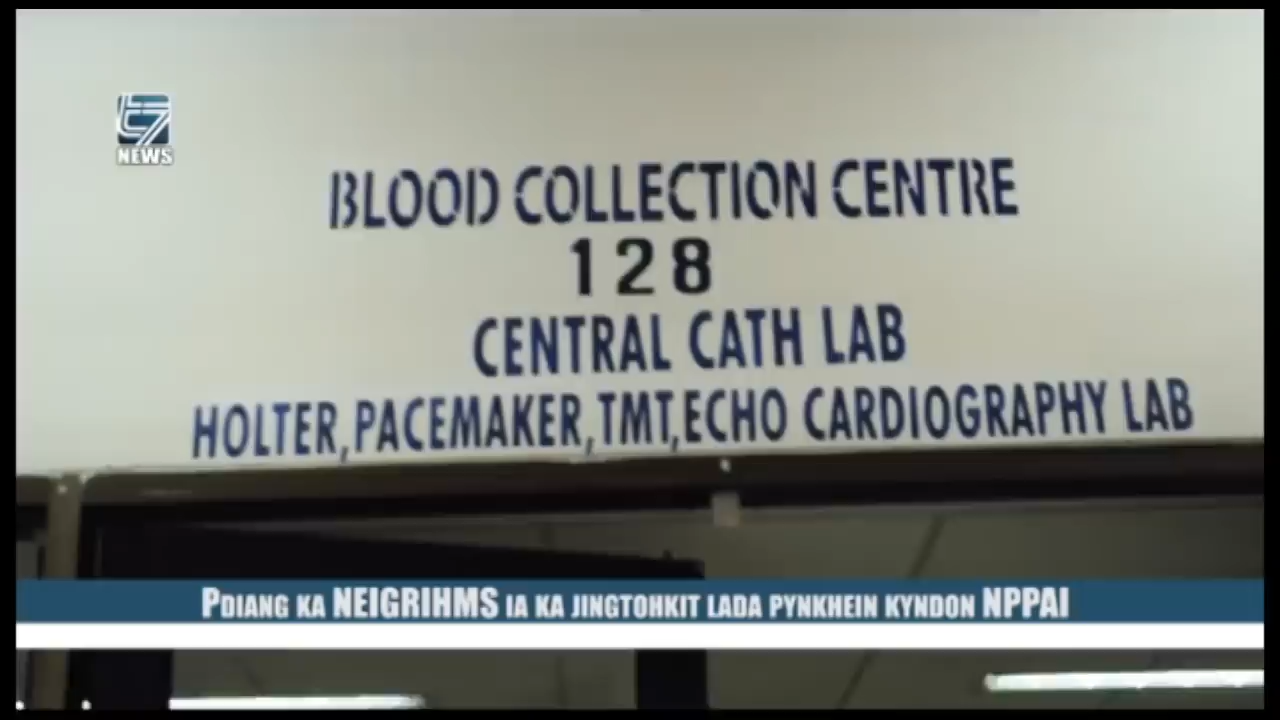 T7
NEWS
BLOOD COLLECTION CENTRE
128
CENTRAL CATH LAB
HOLTER,PACEMAKER,TMT,ECHO CARDIOGRAPHY LAB
PDIANG KA NEIGRIHMS IA KA JINGTOHKIT LADA PYNKHEIN KYNDON NPPAI